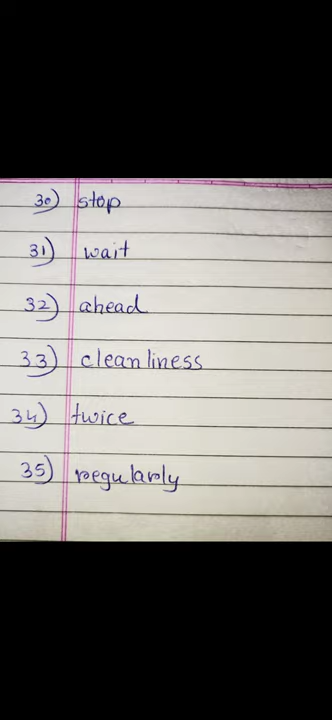 30) stop
31) wait
32) ahead
33) cleanliness
34) twice
35) regularly